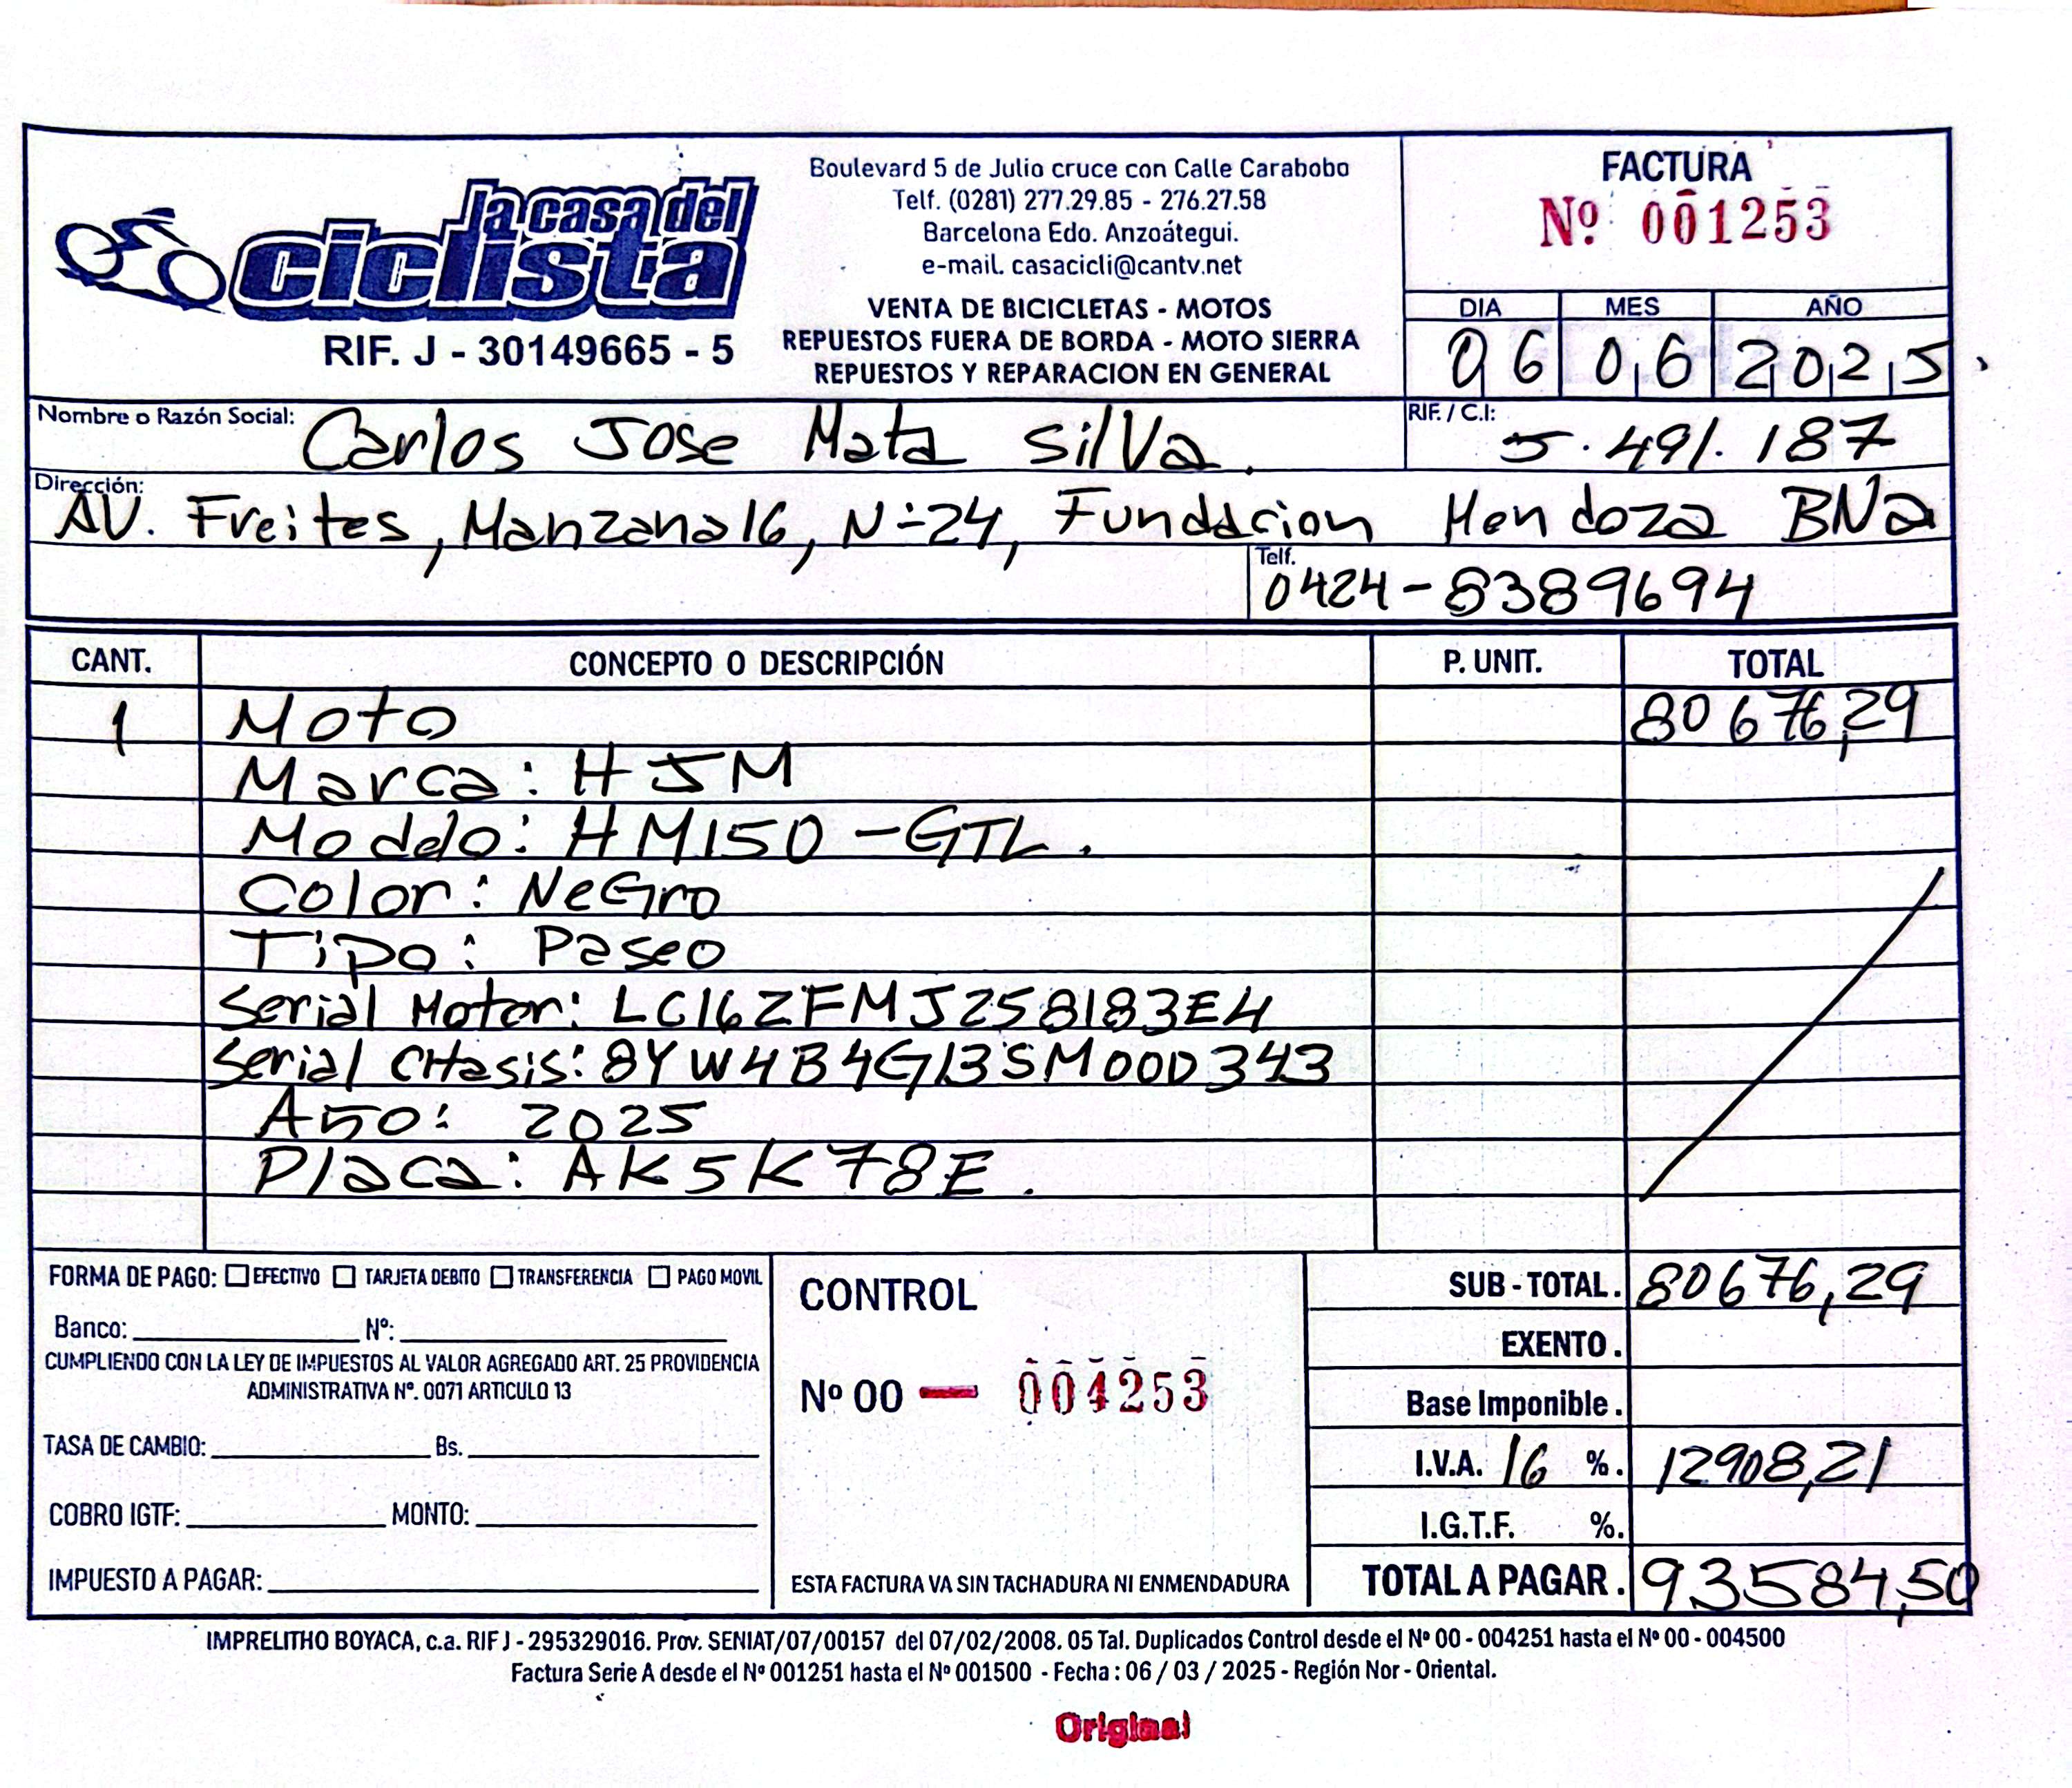 la casa del
ciclista
RIF. J - 30149665 - 5
Boulevard 5 de Julio cruce con Calle Carabobo
Telf. (0281) 277.29.85 - 276.27.58
Barcelona Edo. Anzoátegui.
e-mail. casacicli@cantv.net
VENTA DE BICICLETAS - MOTOS
REPUESTOS FUERA DE BORDA - MOTO SIERRA
REPUESTOS Y REPARACION EN GENERAL
FACTURA
Nº 001253
DIA MES AÑO
06 06 2025
Nombre o Razón Social: Carlos Jose Mata Silva. RIF. / C.I: 5.491.187
Dirección: AV. Freites, Manzana 16, N-24, Fundacion Mendoza BNa
Telf. 0424-8389694
CANT. CONCEPTO O DESCRIPCIÓN P. UNIT. TOTAL
1 Moto 80676,29
Marca: HJM
Modelo: HM150-GTL.
Color: NeGro
Tipo: Paseo
Serial Motor: LC16ZFMJ258183E4
Serial CHasis: 8YW4B4G13SM00D343
Año: 2025
Placa: AK5K78E.
FORMA DE PAGO: EFECTIVO TARJETA DEBITO TRANSFERENCIA PAGO MOVIL
Banco: Nº:
CUMPLIENDO CON LA LEY DE IMPUESTOS AL VALOR AGREGADO ART. 25 PROVIDENCIA
ADMINISTRATIVA Nº. 0071 ARTICULO 13
TASA DE CAMBIO: Bs.
COBRO IGTF: MONTO:
IMPUESTO A PAGAR:
CONTROL
Nº 00 — 004253
ESTA FACTURA VA SIN TACHADURA NI ENMENDADURA
SUB - TOTAL. 80676,29
EXENTO.
Base Imponible.
I.V.A. 16 %. 12908,21
I.G.T.F. %.
TOTAL A PAGAR. 93584,50
IMPRELITHO BOYACA, c.a. RIF J - 295329016. Prov. SENIAT/07/00157 del 07/02/2008. 05 Tal. Duplicados Control desde el Nº 00 - 004251 hasta el Nº 00 - 004500
Factura Serie A desde el Nº 001251 hasta el Nº 001500 - Fecha : 06 / 03 / 2025 - Región Nor - Oriental.
Original